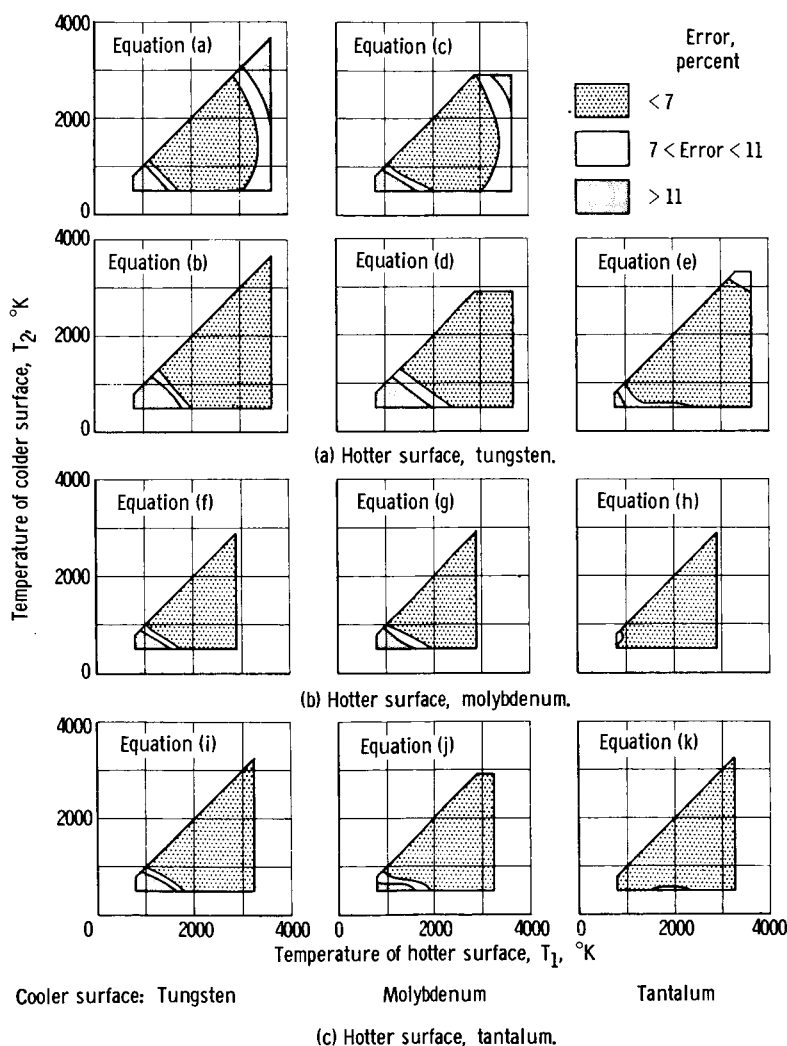 4000
Equation (a)
Equation (c)
Error,
percent
< 7
2000
7 < Error < 11
> 11
0
4000
Equation (b)
Equation (d)
Equation (e)
2000
0
(a) Hotter surface, tungsten.
Temperature of colder surface, T2, °K
4000
Equation (f)
Equation (g)
Equation (h)
2000
0
(b) Hotter surface, molybdenum.
4000
Equation (i)
Equation (j)
Equation (k)
2000
0
0 2000 4000 0 2000 4000 0 2000 4000
Temperature of hotter surface, T1, °K
Cooler surface: Tungsten Molybdenum Tantalum
(c) Hotter surface, tantalum.